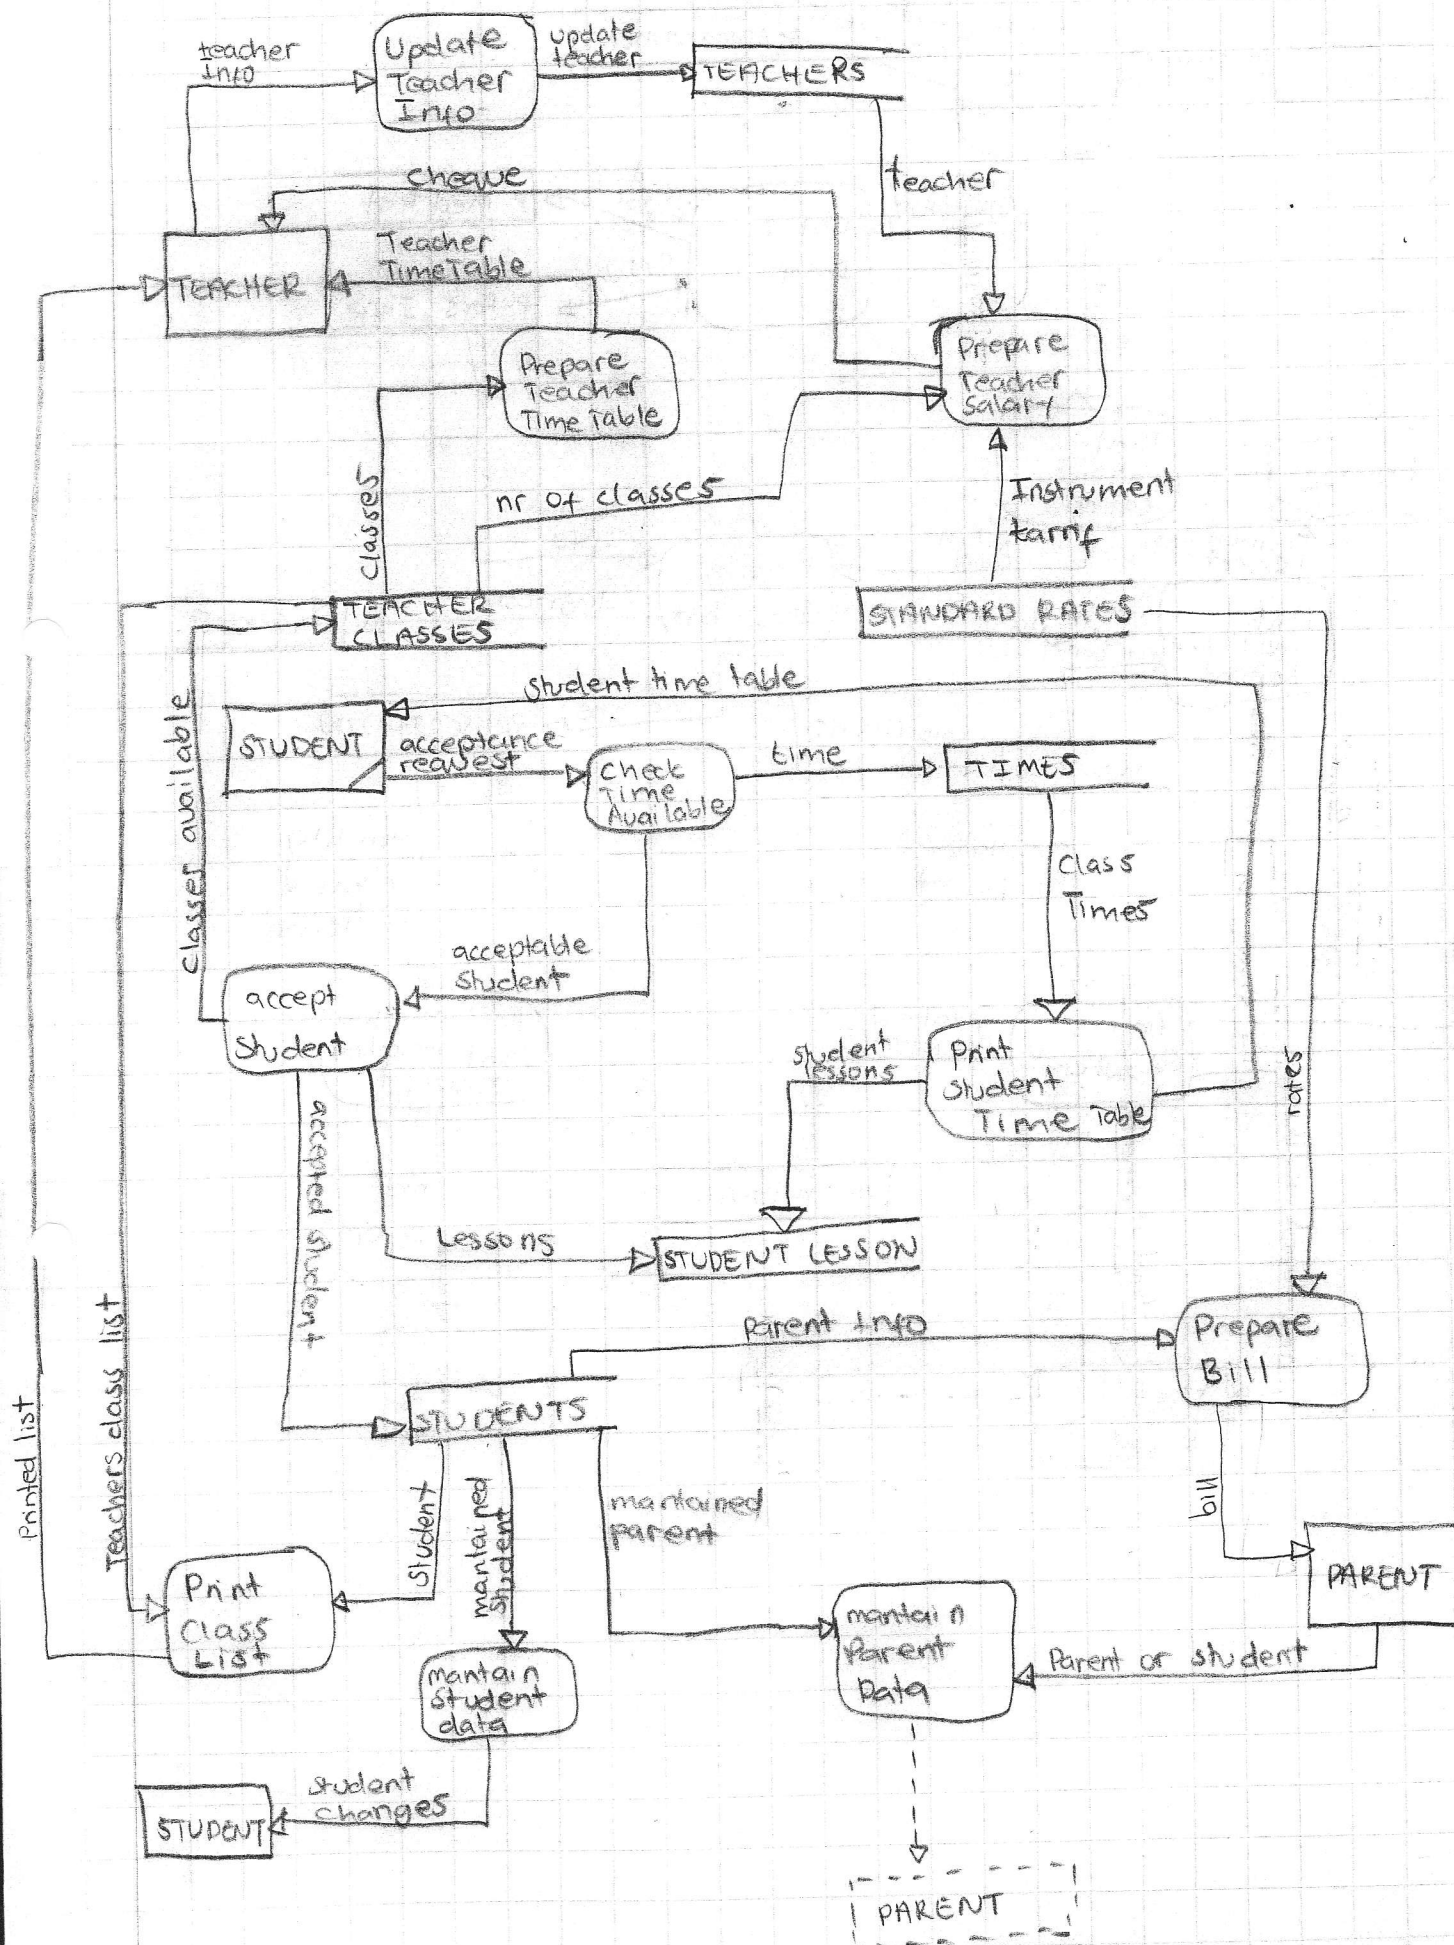 teacher
Info
Update
Teacher
Info
update
teacher
TEACHERS
cheque
teacher
TEACHER
Teacher
TimeTable
Prepare
Teacher
Time Table
Prepare
Teacher
Salary
Classes
nr of classes
Instrument
tarrif
TEACHER
CLASSES
STANDARD RATES
Student time table
STUDENT
acceptance
request
Check
Time
Available
time
TIMES
Classes available
Class
Times
acceptable
Student
accept
Student
student
lessons
Print
Student
Time Table
rates
accepted student
Lessons
STUDENT LESSON
Parent Info
Prepare
Bill
Teachers class list
Printed list
STUDENTS
Student
mantained
Student
mantained
parent
bill
PARENT
Print
Class
List
mantain
Student
data
mantain
Parent
Data
Parent or student
student
changes
STUDENT
PARENT